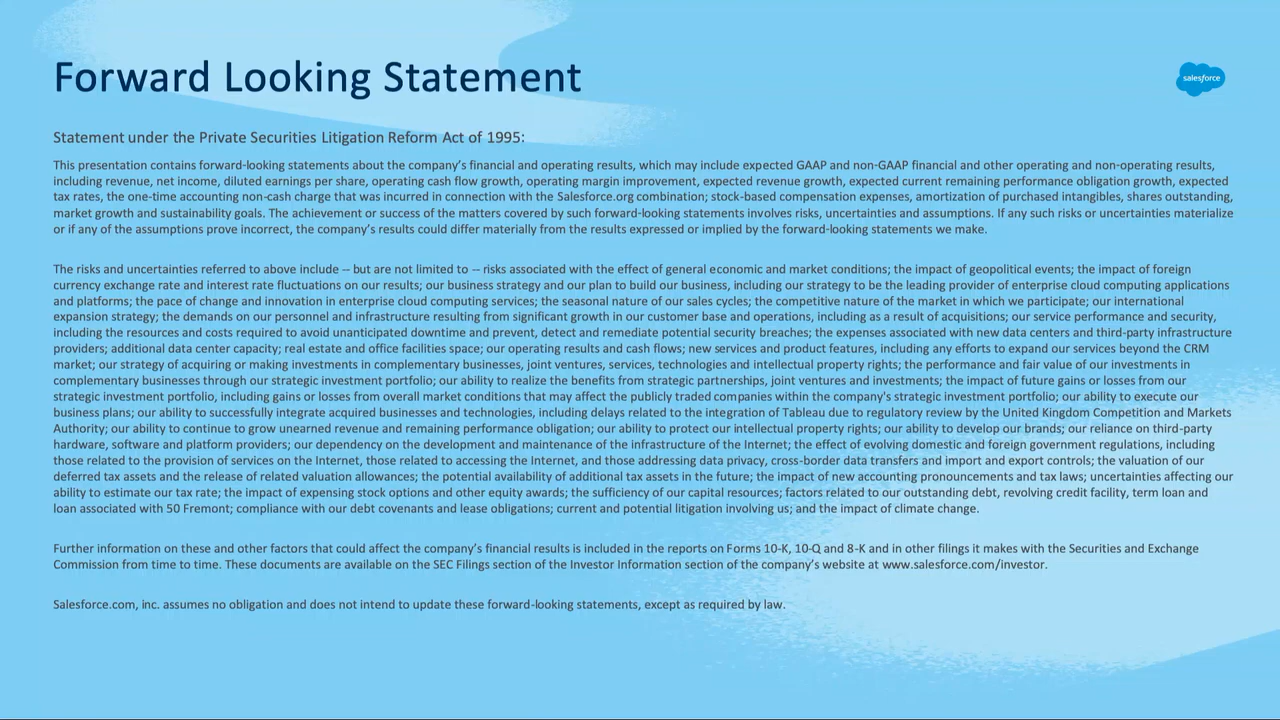 Forward Looking Statement
salesforce
Statement under the Private Securities Litigation Reform Act of 1995:
This presentation contains forward-looking statements about the company's financial and operating results, which may include expected GAAP and non-GAAP financial and other operating and non-operating results,
including revenue, net income, diluted earnings per share, operating cash flow growth, operating margin improvement, expected revenue growth, expected current remaining performance obligation growth, expected
tax rates, the one-time accounting non-cash charge that was incurred in connection with the Salesforce.org combination; stock-based compensation expenses, amortization of purchased intangibles, shares outstanding,
market growth and sustainability goals. The achievement or success of the matters covered by such forward-looking statements involves risks, uncertainties and assumptions. If any such risks or uncertainties materialize
or if any of the assumptions prove incorrect, the company's results could differ materially from the results expressed or implied by the forward-looking statements we make.
The risks and uncertainties referred to above include -- but are not limited to -- risks associated with the effect of general economic and market conditions; the impact of geopolitical events; the impact of foreign
currency exchange rate and interest rate fluctuations on our results; our business strategy and our plan to build our business, including our strategy to be the leading provider of enterprise cloud computing applications
and platforms; the pace of change and innovation in enterprise cloud computing services; the seasonal nature of our sales cycles; the competitive nature of the market in which we participate; our international
expansion strategy; the demands on our personnel and infrastructure resulting from significant growth in our customer base and operations, including as a result of acquisitions; our service performance and security,
including the resources and costs required to avoid unanticipated downtime and prevent, detect and remediate potential security breaches; the expenses associated with new data centers and third-party infrastructure
providers; additional data center capacity; real estate and office facilities space; our operating results and cash flows; new services and product features, including any efforts to expand our services beyond the CRM
market; our strategy of acquiring or making investments in complementary businesses, joint ventures, services, technologies and intellectual property rights; the performance and fair value of our investments in
complementary businesses through our strategic investment portfolio; our ability to realize the benefits from strategic partnerships, joint ventures and investments; the impact of future gains or losses from our
strategic investment portfolio, including gains or losses from overall market conditions that may affect the publicly traded companies within the company's strategic investment portfolio; our ability to execute our
business plans; our ability to successfully integrate acquired businesses and technologies, including delays related to the integration of Tableau due to regulatory review by the United Kingdom Competition and Markets
Authority; our ability to continue to grow unearned revenue and remaining performance obligation; our ability to protect our intellectual property rights; our ability to develop our brands; our reliance on third-party
hardware, software and platform providers; our dependency on the development and maintenance of the infrastructure of the Internet; the effect of evolving domestic and foreign government regulations, including
those related to the provision of services on the Internet, those related to accessing the Internet, and those addressing data privacy, cross-border data transfers and import and export controls; the valuation of our
deferred tax assets and the release of related valuation allowances; the potential availability of additional tax assets in the future; the impact of new accounting pronouncements and tax laws; uncertainties affecting our
ability to estimate our tax rate; the impact of expensing stock options and other equity awards; the sufficiency of our capital resources; factors related to our outstanding debt, revolving credit facility, term loan and
loan associated with 50 Fremont; compliance with our debt covenants and lease obligations; current and potential litigation involving us; and the impact of climate change.
Further information on these and other factors that could affect the company's financial results is included in the reports on Forms 10-K, 10-Q and 8-K and in other filings it makes with the Securities and Exchange
Commission from time to time. These documents are available on the SEC Filings section of the Investor Information section of the company's website at www.salesforce.com/investor.
Salesforce.com, inc. assumes no obligation and does not intend to update these forward-looking statements, except as required by law.